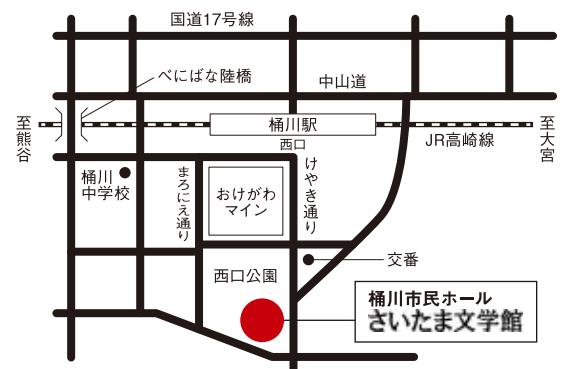 国道17号線
べにばな陸橋
中山道
至熊谷
桶川駅
西口
JR高崎線
至大宮
桶川
中学校
まろにえ通り
おけがわ
マイン
けやき通り
交番
西口公園
桶川市民ホール
さいたま文学館